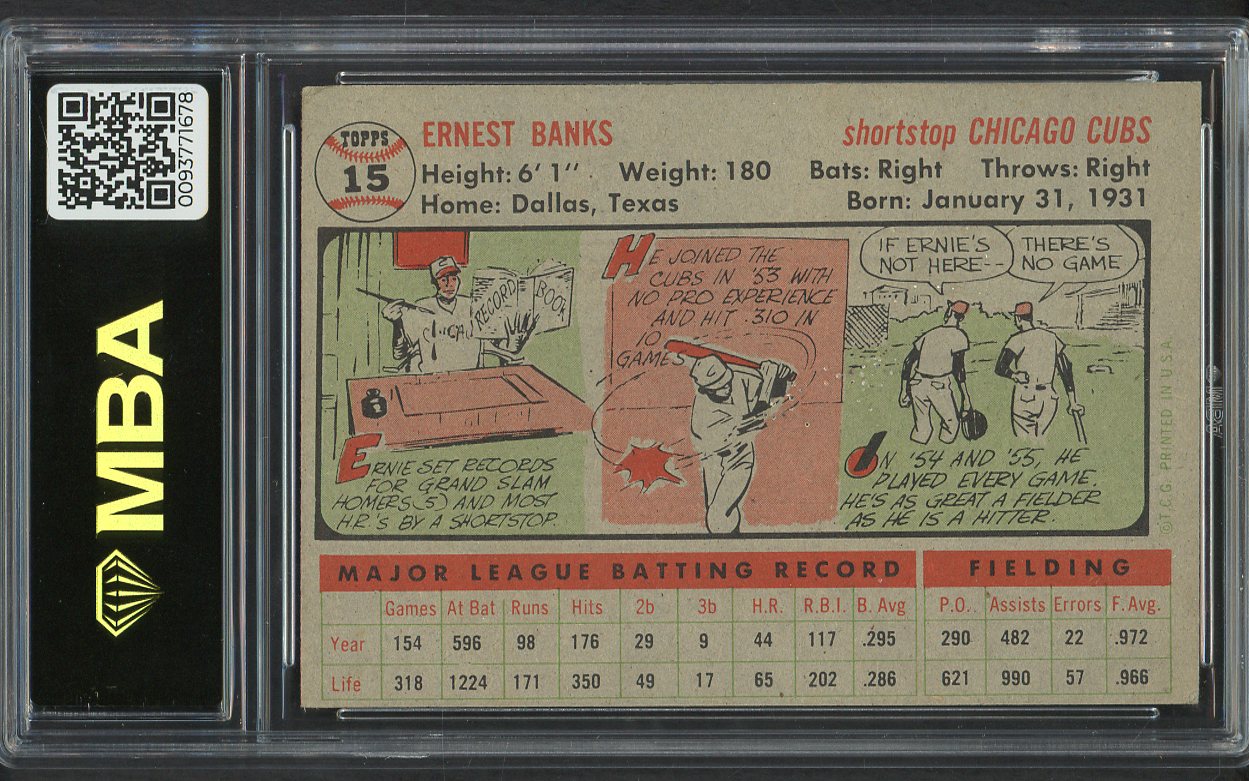 0093771678
MBA
TOPPS
15
ERNEST BANKS
shortstop CHICAGO CUBS
Height: 6' 1" Weight: 180 Bats: Right Throws: Right
Home: Dallas, Texas Born: January 31, 1931
RECORD BOOK
ERNIE SET RECORDS
FOR GRAND SLAM
HOMERS (5) AND MOST
H.R.'S BY A SHORTSTOP.
HE JOINED THE
CUBS IN '53 WITH
NO PRO EXPERIENCE
AND HIT .310 IN
10
GAMES
IF ERNIE'S
NOT HERE--
THERE'S
NO GAME
IN '54 AND '55, HE
PLAYED EVERY GAME.
HE'S AS GREAT A FIELDER
AS HE IS A HITTER.
©T.C.G. PRINTED IN U.S.A.
MAJOR LEAGUE BATTING RECORD FIELDING
Games At Bat Runs Hits 2b 3b H.R. R.B.I. B. Avg P.O. Assists Errors F. Avg.
Year 154 596 98 176 29 9 44 117 .295 290 482 22 .972
Life 318 1224 171 350 49 17 65 202 .286 621 990 57 .966